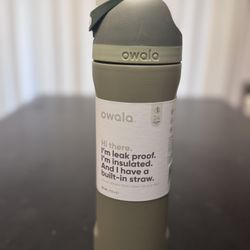 owala
owala
Hi there.
I'm leak proof.
I'm insulated.
And I have a
built-in straw.